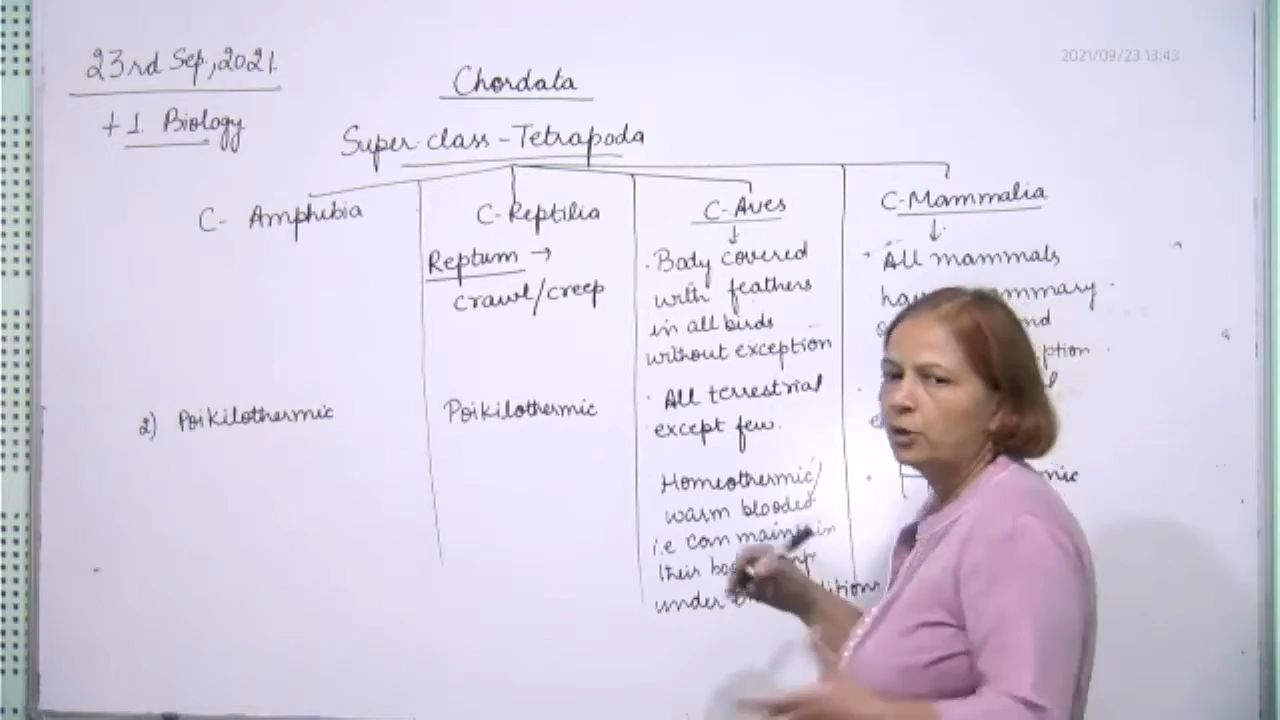 23rd Sep, 2021.
2021/09/23 13:43
+1 Biology
Chordata
Super class - Tetrapoda
C- Amphibia
2) Poikilothermic
C-Reptilia
Reptum →
crawl/creep
Poikilothermic
C-Aves
↓
· Body covered
with feathers
in all birds
without exception
· All terrestrial
except few.
Homeothermic/
warm blooded
i.e can maintain
their
under
C-Mammalia
↓
· All mammals